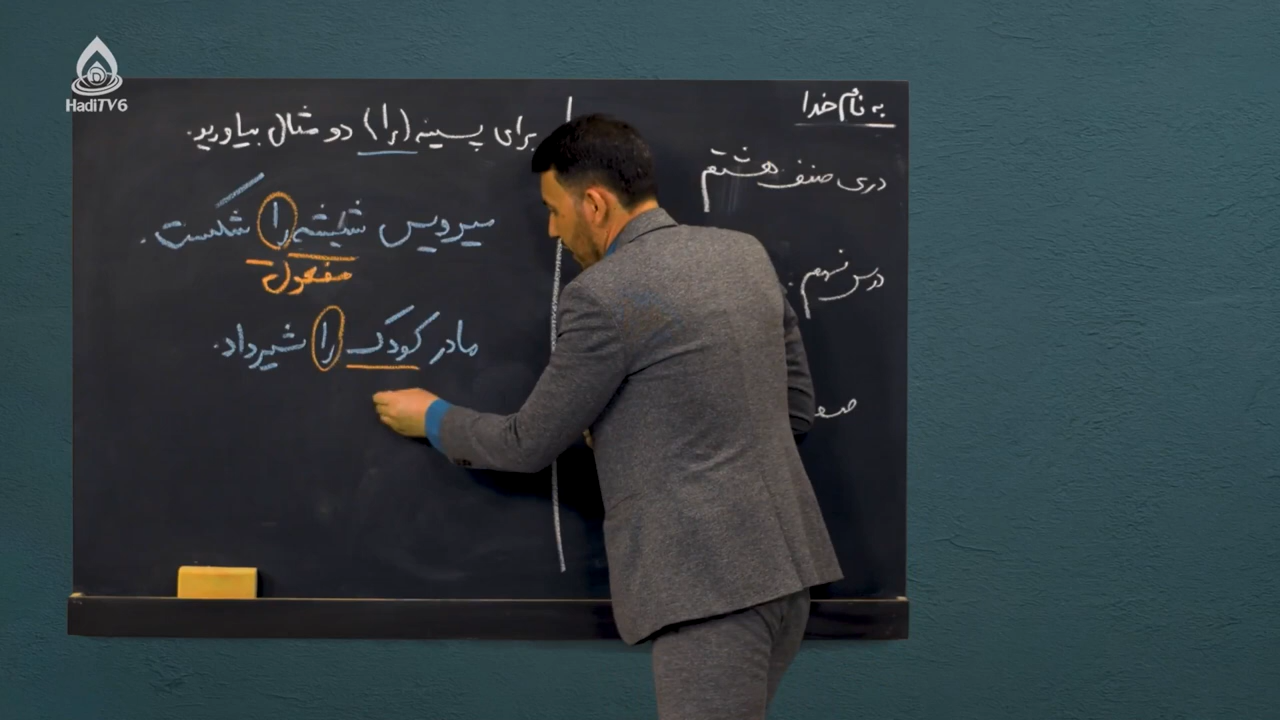 به نام خدا
دری صنف هشتم
درس نهم
برای پسینه (را) دو مثال بیاورید.
میرویس شیشه را شکست.
مفعول
مادر کودک را شیر داد.
HadiTV6